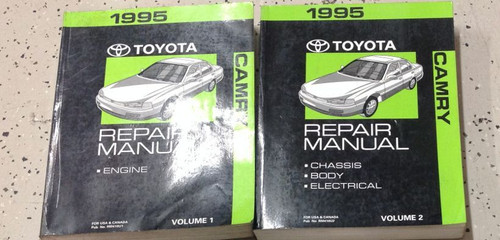 1995
TOYOTA
CAMRY
REPAIR
MANUAL
▪ ENGINE
FOR USA & CANADA
VOLUME 1
1995
TOYOTA
CAMRY
REPAIR
MANUAL
▪ CHASSIS
▪ BODY
▪ ELECTRICAL
FOR USA & CANADA
VOLUME 2